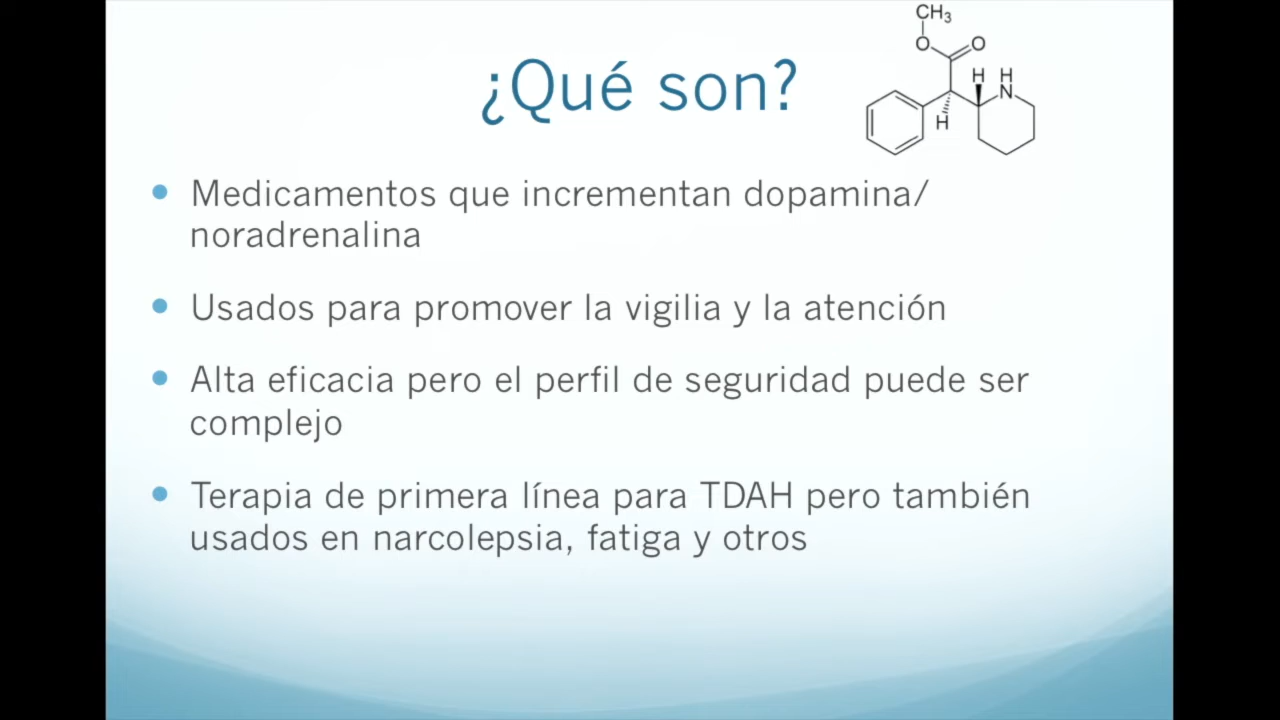 CH3
O
O
¿Qué son?
H
H
N
H
Medicamentos que incrementan dopamina/
noradrenalina
Usados para promover la vigilia y la atención
Alta eficacia pero el perfil de seguridad puede ser
complejo
Terapia de primera línea para TDAH pero también
usados en narcolepsia, fatiga y otros